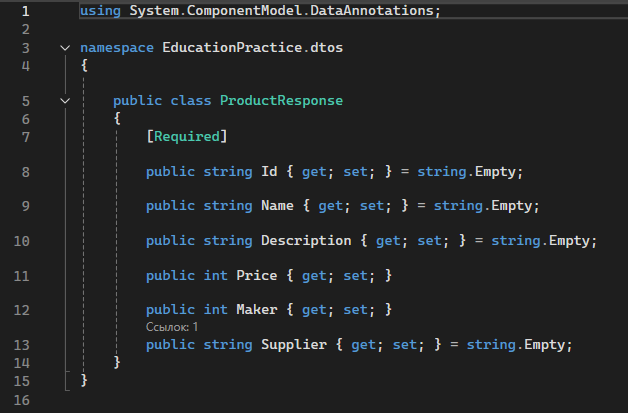 1 using System.ComponentModel.DataAnnotations;
2
3 namespace EducationPractice.dtos
4 {
5 public class ProductResponse
6 {
7 [Required]
8 public string Id { get; set; } = string.Empty;
9 public string Name { get; set; } = string.Empty;
10 public string Description { get; set; } = string.Empty;
11 public int Price { get; set; }
12 public int Maker { get; set; }
Ссылок: 1
13 public string Supplier { get; set; } = string.Empty;
14 }
15 }
16